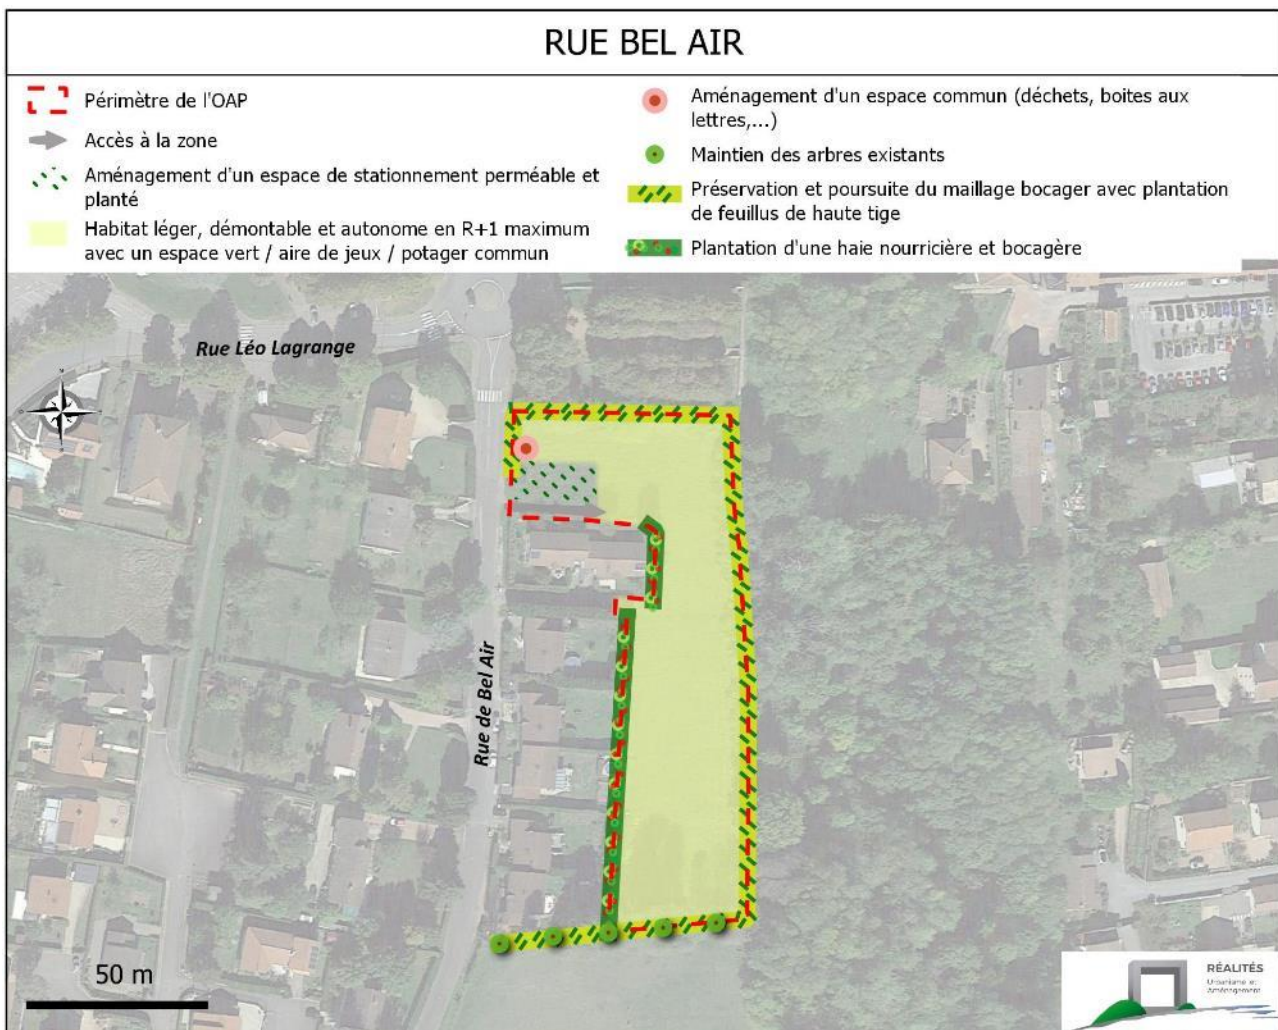 RUE BEL AIR
Périmètre de l'OAP
Accès à la zone
Aménagement d'un espace de stationnement perméable et
planté
Habitat léger, démontable et autonome en R+1 maximum
avec un espace vert / aire de jeux / potager commun
Aménagement d'un espace commun (déchets, boites aux
lettres,...)
Maintien des arbres existants
Préservation et poursuite du maillage bocager avec plantation
de feuillus de haute tige
Plantation d'une haie nourricière et bocagère
Rue Léo Lagrange
Rue de Bel Air
50 m
RÉALITÉS
Urbanisme et
Aménagement